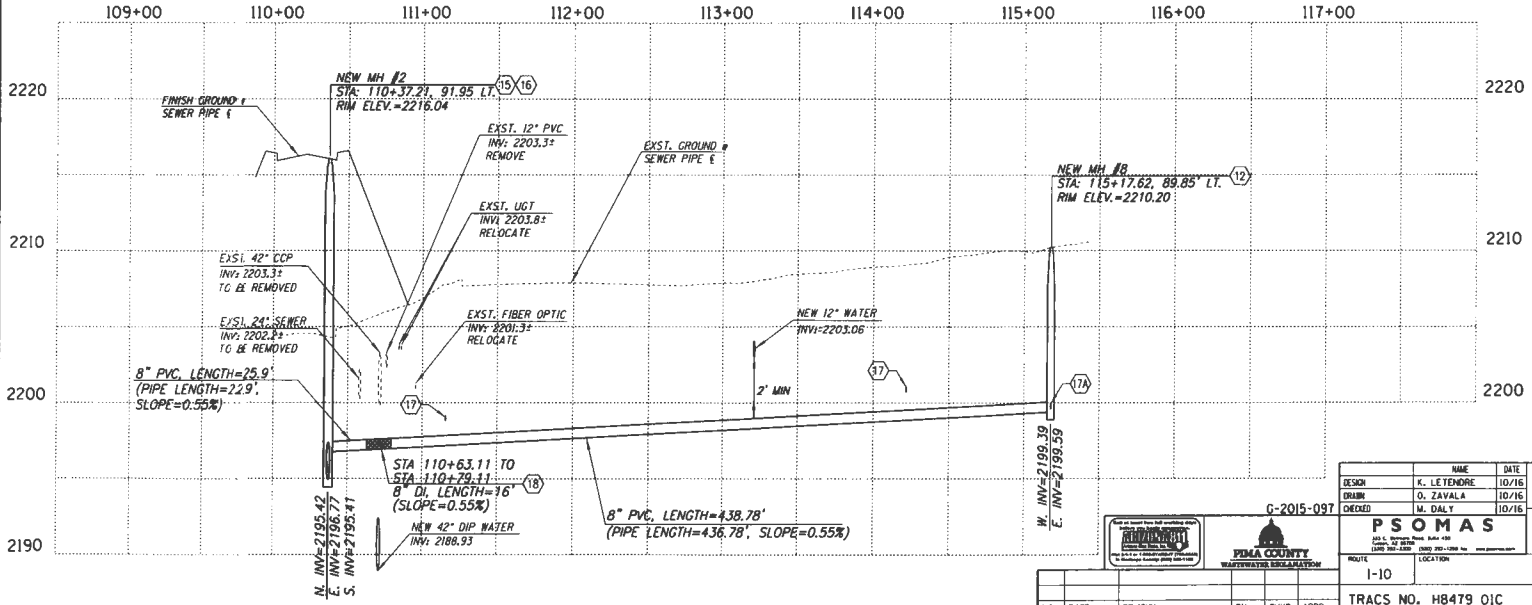 109+00 110+00 111+00 112+00 113+00 114+00 115+00 116+00 117+00
2220
2220
2210
2210
2200
2200
2190
FINISH GROUND @
SEWER PIPE ℄
NEW MH #2
STA: 110+37.21, 91.95 LT.
RIM ELEV.=2216.04
15 16
EXST. 12" PVC
INV: 2203.3±
REMOVE
EXST. GROUND @
SEWER PIPE ℄
NEW MH #8
STA: 115+17.62, 89.85' LT.
RIM ELEV.=2210.20
12
EXST. UGT
INV: 2203.8±
RELOCATE
EXST. 42" CCP
INV: 2203.3±
TO BE REMOVED
EXST. 24" SEWER
INV: 2202.2±
TO BE REMOVED
EXST. FIBER OPTIC
INV: 2201.3±
RELOCATE
NEW 12" WATER
INV=2203.06
2' MIN
17
17
17A
8" PVC, LENGTH=25.9'
(PIPE LENGTH=22.9',
SLOPE=0.55%)
STA 110+63.11 TO
STA 110+79.11
8" DI, LENGTH=16'
(SLOPE=0.55%)
18
NEW 42" DIP WATER
INV: 2188.93
8" PVC, LENGTH=438.78'
(PIPE LENGTH=436.78', SLOPE=0.55%)
N. INV=2195.42
E. INV=2196.77
S. INV=2195.41
W. INV=2199.39
E. INV=2199.59
G-2015-097
PIMA COUNTY
WASTEWATER RECLAMATION
NAME DATE
DESIGN K. LETENDRE 10/16
DRAWN O. ZAVALA 10/16
CHECKED M. DALY 10/16
PSOMAS
ROUTE LOCATION
I-10
TRACS NO. H8479 01C